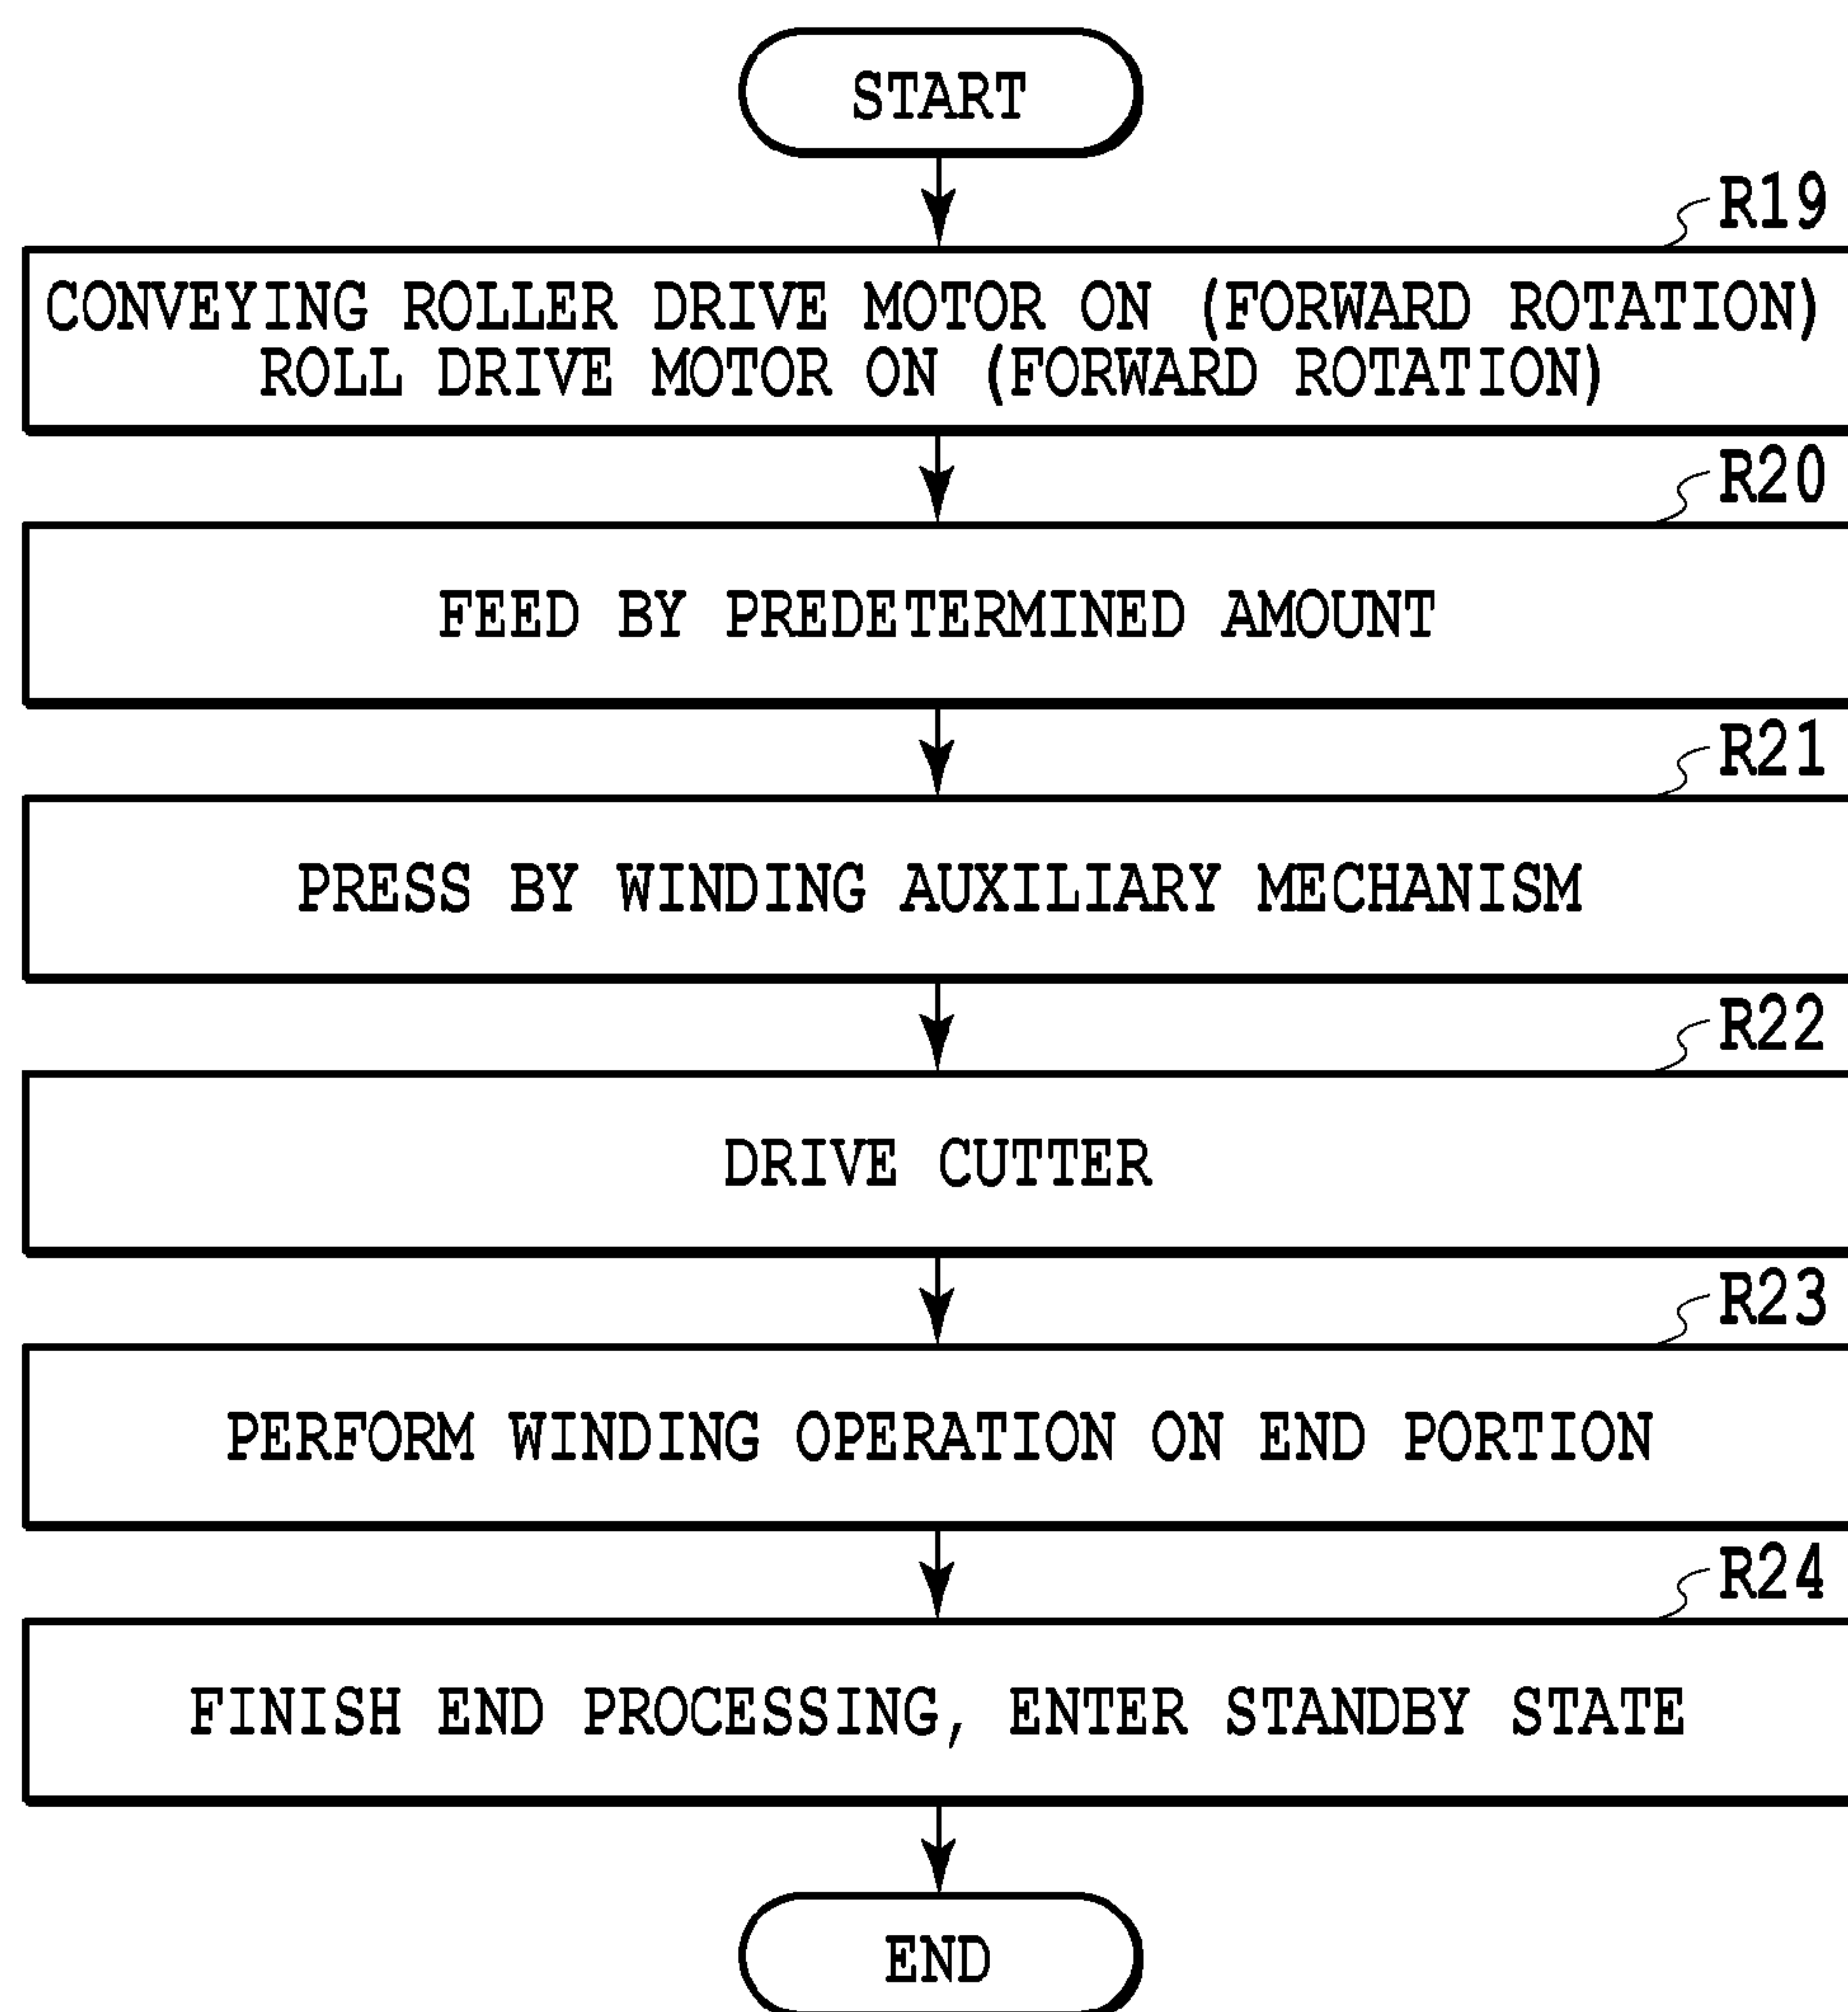 START
R19
CONVEYING ROLLER DRIVE MOTOR ON (FORWARD ROTATION)
ROLL DRIVE MOTOR ON (FORWARD ROTATION)
R20
FEED BY PREDETERMINED AMOUNT
R21
PRESS BY WINDING AUXILIARY MECHANISM
R22
DRIVE CUTTER
R23
PERFORM WINDING OPERATION ON END PORTION
R24
FINISH END PROCESSING, ENTER STANDBY STATE
END